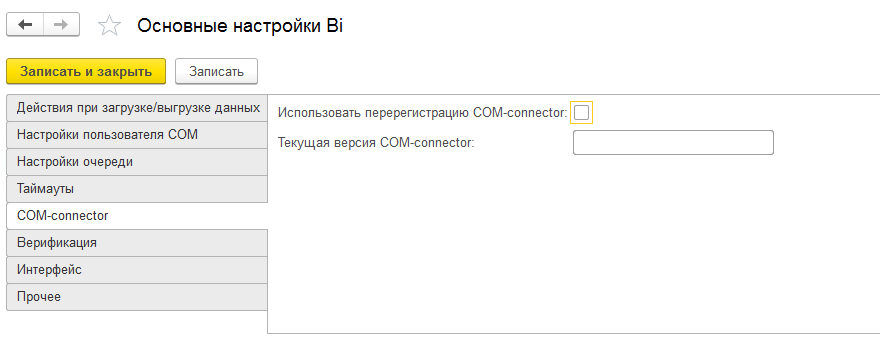 Основные настройки Bi
Записать и закрыть Записать
Действия при загрузке/выгрузке данных
Настройки пользователя COM
Настройки очереди
Таймауты
COM-connector
Верификация
Интерфейс
Прочее
Использовать перерегистрацию COM-connector:
Текущая версия COM-connector: